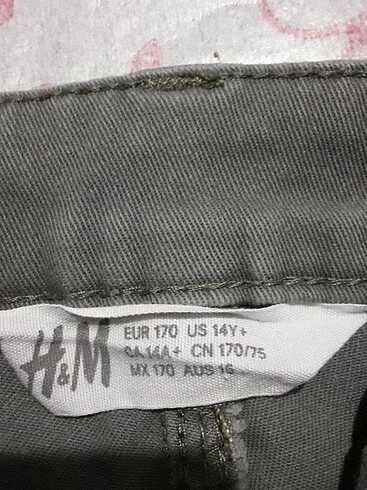 H&M
EUR 170 US 14Y+
CA 14A+ CN 170/75
MX 170 AUS 16